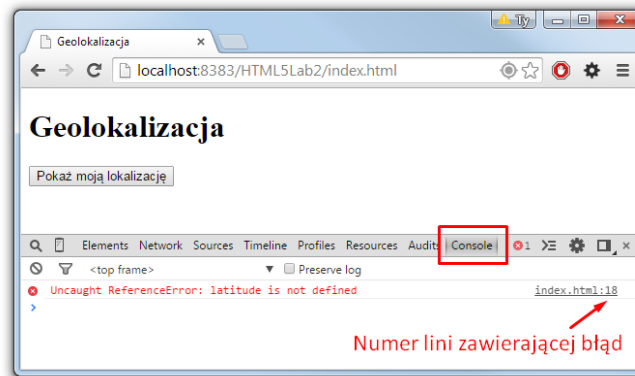 Ty
Geolokalizacja
localhost:8383/HTML5Lab2/index.html
Geolokalizacja
Pokaż moją lokalizację
Elements Network Sources Timeline Profiles Resources Audits Console 1
<top frame> Preserve log
Uncaught ReferenceError: latitude is not defined index.html:18
Numer lini zawierającej błąd